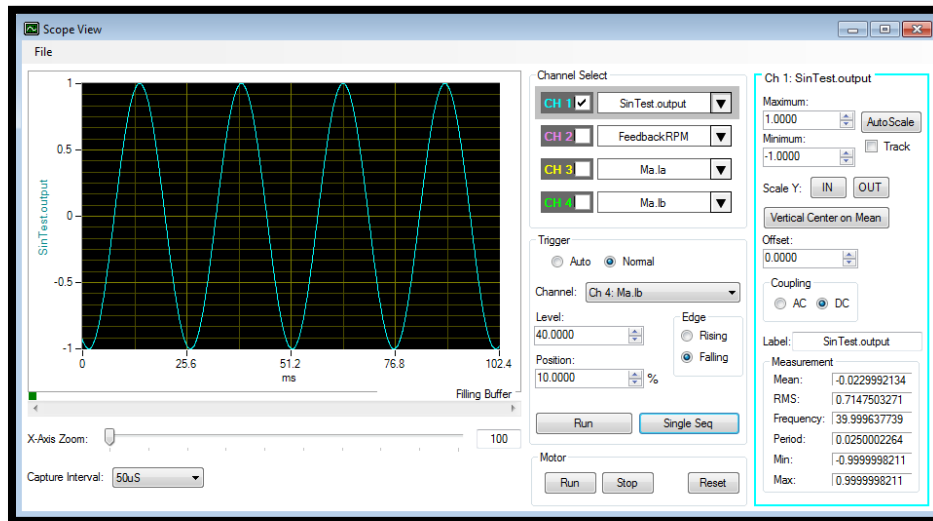 Scope View
File
1
0.5
0
-0.5
-1
SinTest.output
0 25.6 51.2 76.8 102.4
ms
Filling Buffer
X-Axis Zoom: 100
Capture Interval: 50uS
Channel Select
CH 1 SinTest.output
CH 2 FeedbackRPM
CH 3 Ma.Ia
CH 4 Ma.Ib
Trigger
Auto Normal
Channel: Ch 4: Ma.Ib
Level:
40.0000
Position:
10.0000 %
Edge
Rising
Falling
Run Single Seq
Motor
Run Stop Reset
Ch 1: SinTest.output
Maximum:
1.0000 AutoScale
Minimum:
-1.0000 Track
Scale Y: IN OUT
Vertical Center on Mean
Offset:
0.0000
Coupling
AC DC
Label: SinTest.output
Measurement
Mean: -0.0229992134
RMS: 0.7147503271
Frequency: 39.999637739
Period: 0.0250002264
Min: -0.9999998211
Max: 0.9999998211